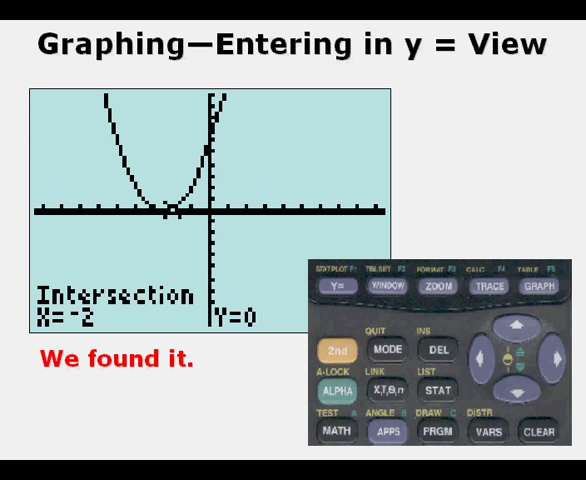 Graphing—Entering in y = View
Intersection
X=-2 Y=0
We found it.
STATPLOT F1 TBLSET F2 FORMAT F3 CALC F4 TABLE F5
Y= WINDOW ZOOM TRACE GRAPH
QUIT INS
2nd MODE DEL
A-LOCK LINK LIST
ALPHA X,T,Θ,n STAT
TEST A ANGLE B DRAW C DISTR
MATH APPS PRGM VARS CLEAR